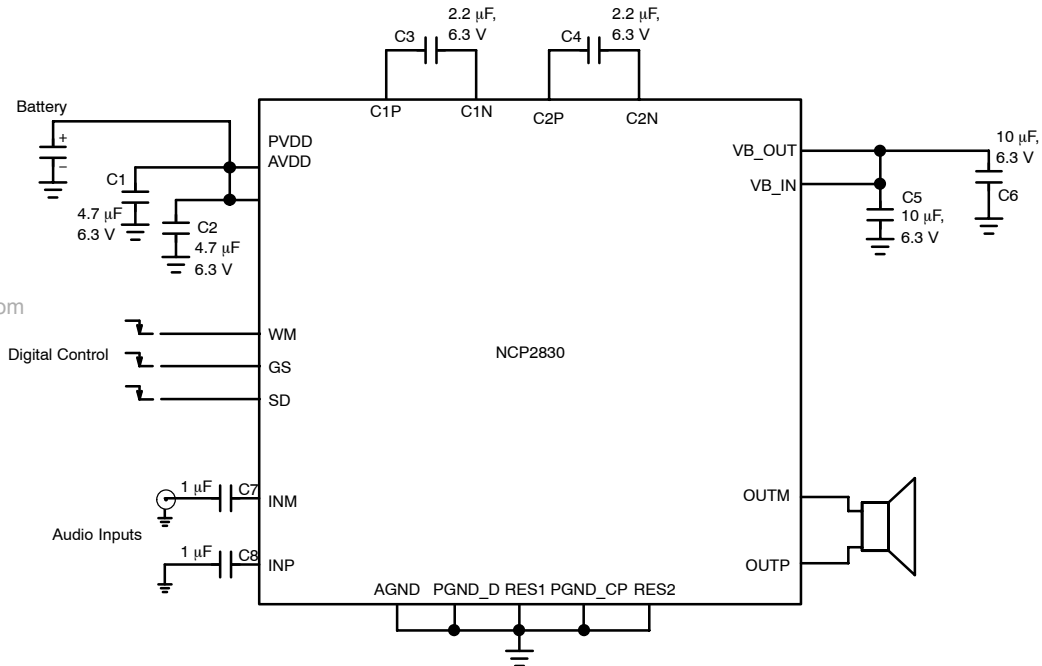 2.2 µF,
6.3 V
C3
2.2 µF,
6.3 V
C4
C1P
C1N
C2P
C2N
Battery
+
−
PVDD
AVDD
C1
4.7 µF
6.3 V
C2
4.7 µF
6.3 V
VB_OUT
VB_IN
10 µF,
6.3 V
C6
C5
10 µF,
6.3 V
om
Digital Control
WM
GS
SD
NCP2830
1 µF
C7
INM
Audio Inputs
1 µF
C8
INP
OUTM
OUTP
AGND PGND_D RES1 PGND_CP RES2